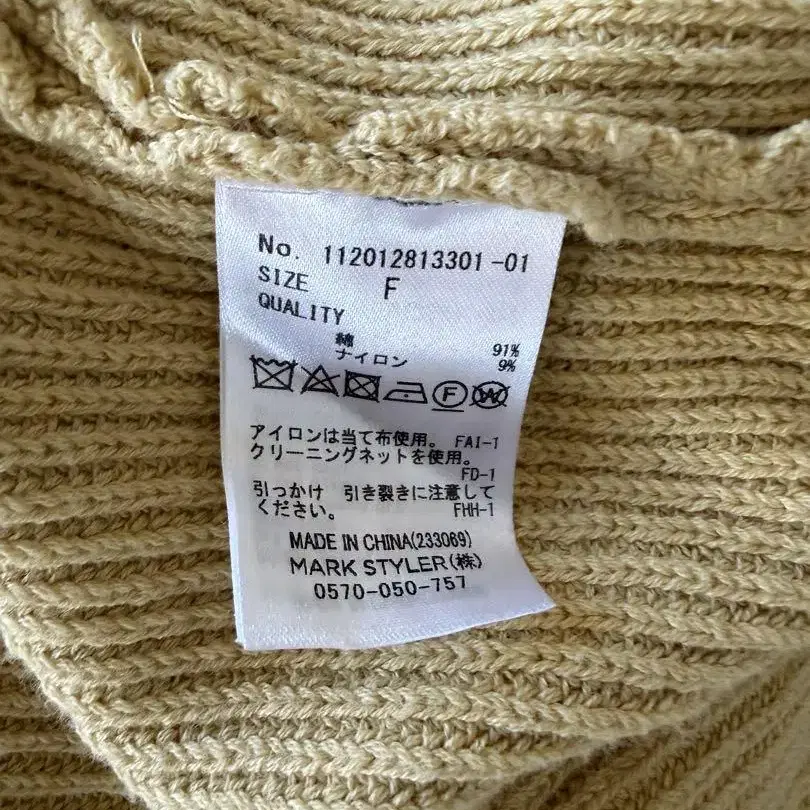 No. 112012813301-01
SIZE F
QUALITY
綿 91%
ナイロン 9%
F W
アイロンは当て布使用。 FAI-1
クリーニングネットを使用。
FD-1
引っかけ 引き裂きに注意して
ください。 FHH-1
MADE IN CHINA(233069)
MARK STYLER(株)
0570-050-757